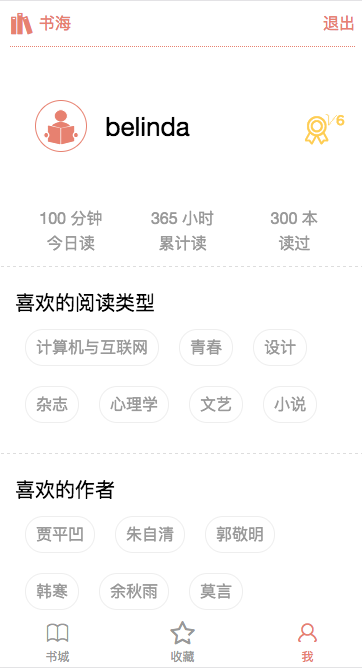 书海 退出
belinda V6
100 分钟 365 小时 300 本
今日读 累计读 读过
喜欢的阅读类型
计算机与互联网 青春 设计
杂志 心理学 文艺 小说
喜欢的作者
贾平凹 朱自清 郭敬明
韩寒 余秋雨 莫言
书城 收藏 我